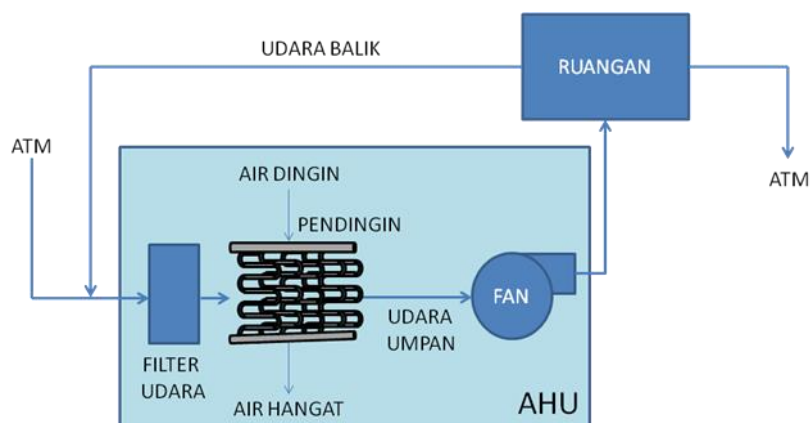 UDARA BALIK
RUANGAN
ATM
ATM
AIR DINGIN
PENDINGIN
FAN
UDARA
UMPAN
FILTER
UDARA
AIR HANGAT
AHU